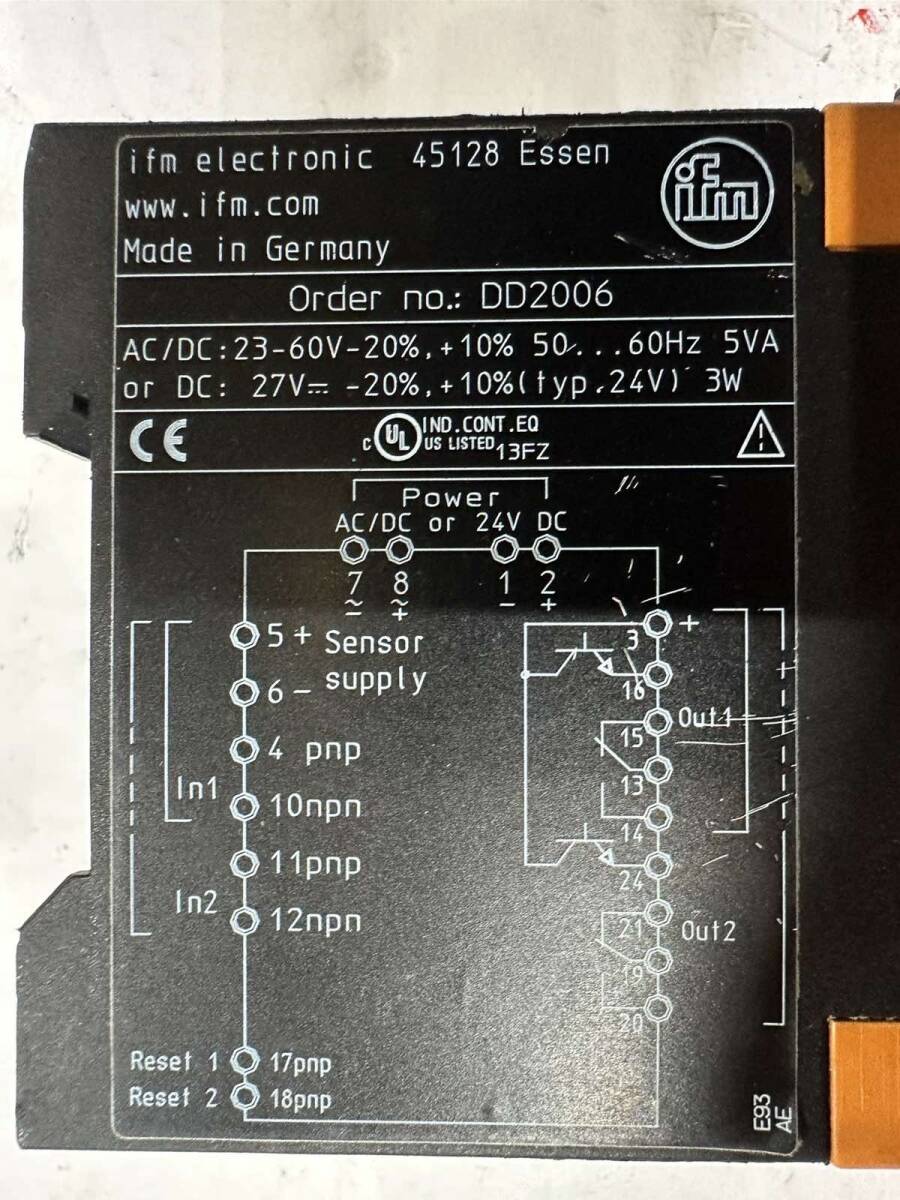 ifm electronic 45128 Essen
ifm
www.ifm.com
Made in Germany
Order no.: DD2006
AC/DC:23-60V-20%,+10% 50...60Hz 5VA
or DC: 27V⎓ -20%,+10%(typ.24V) 3W
CE c UL US LISTED IND.CONT.EQ 13FZ
Power
AC/DC or 24V DC
7 8 1 2
≂ ≂ - +
- + 
5 + Sensor
6 - supply
4 pnp
In1
10npn
11pnp
In2
12npn
Reset 1 17pnp
Reset 2 18pnp
+
3
16
Out1
15
13
14
24
21 Out2
19
20
E93
AE